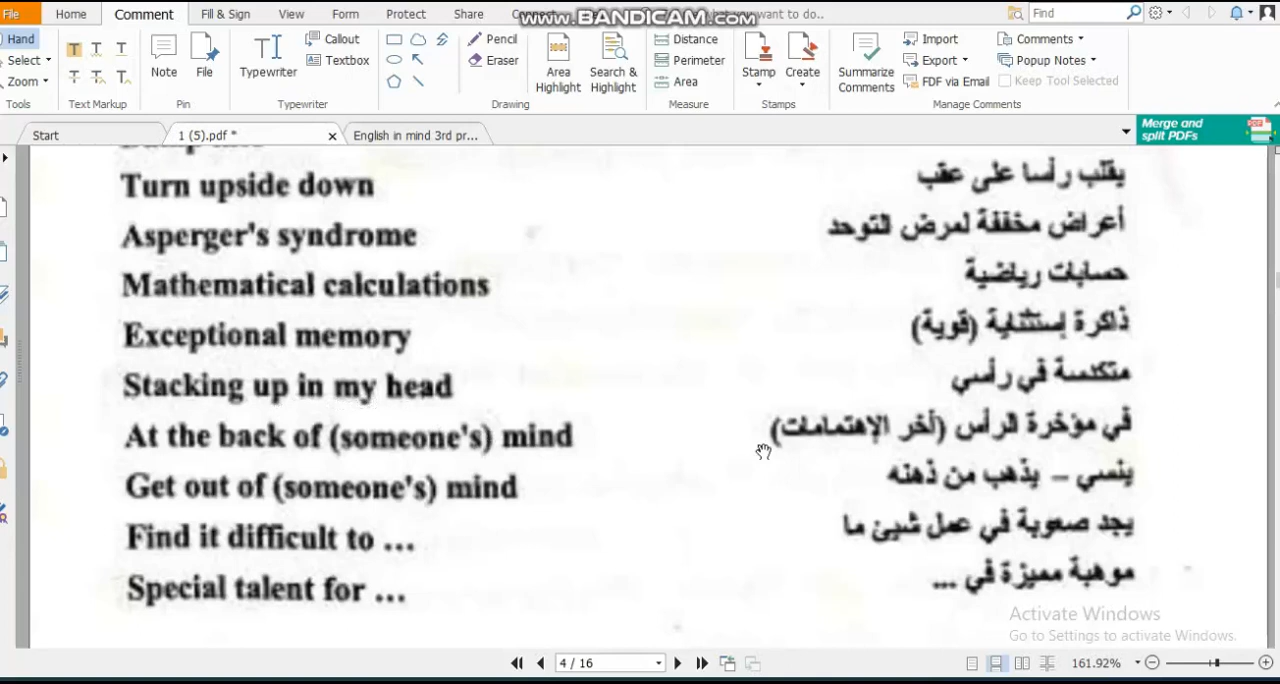 File Home Comment Fill & Sign View Form Protect Share you want to do.. Find
www.BANDICAM.com
Hand Select Zoom Tools
Text Markup
Note File Pin
Typewriter Callout Textbox Typewriter
Pencil Eraser Area Highlight Search & Highlight Drawing
Distance Perimeter Area Measure
Stamp Create Stamps
Summarize Comments Import Export FDF via Email Comments Popup Notes Keep Tool Selected Manage Comments
Start 1 (5).pdf * English in mind 3rd pr... Merge and split PDFs
Turn upside down يقلب رأسا على عقب
Asperger's syndrome أعراض مخففة لمرض التوحد
Mathematical calculations حسابات رياضية
Exceptional memory ذاكرة إستثناية (قوية)
Stacking up in my head متكدسة في رأسي
At the back of (someone's) mind في مؤخرة الرأس (أخر الإهتمامات)
Get out of (someone's) mind ينسي – يذهب من ذهنه
Find it difficult to ... يجد صعوبة في عمل شيئ ما
Special talent for ... موهبة مميزة في ...
Activate Windows
Go to Settings to activate Windows.
4 / 16 161.92%